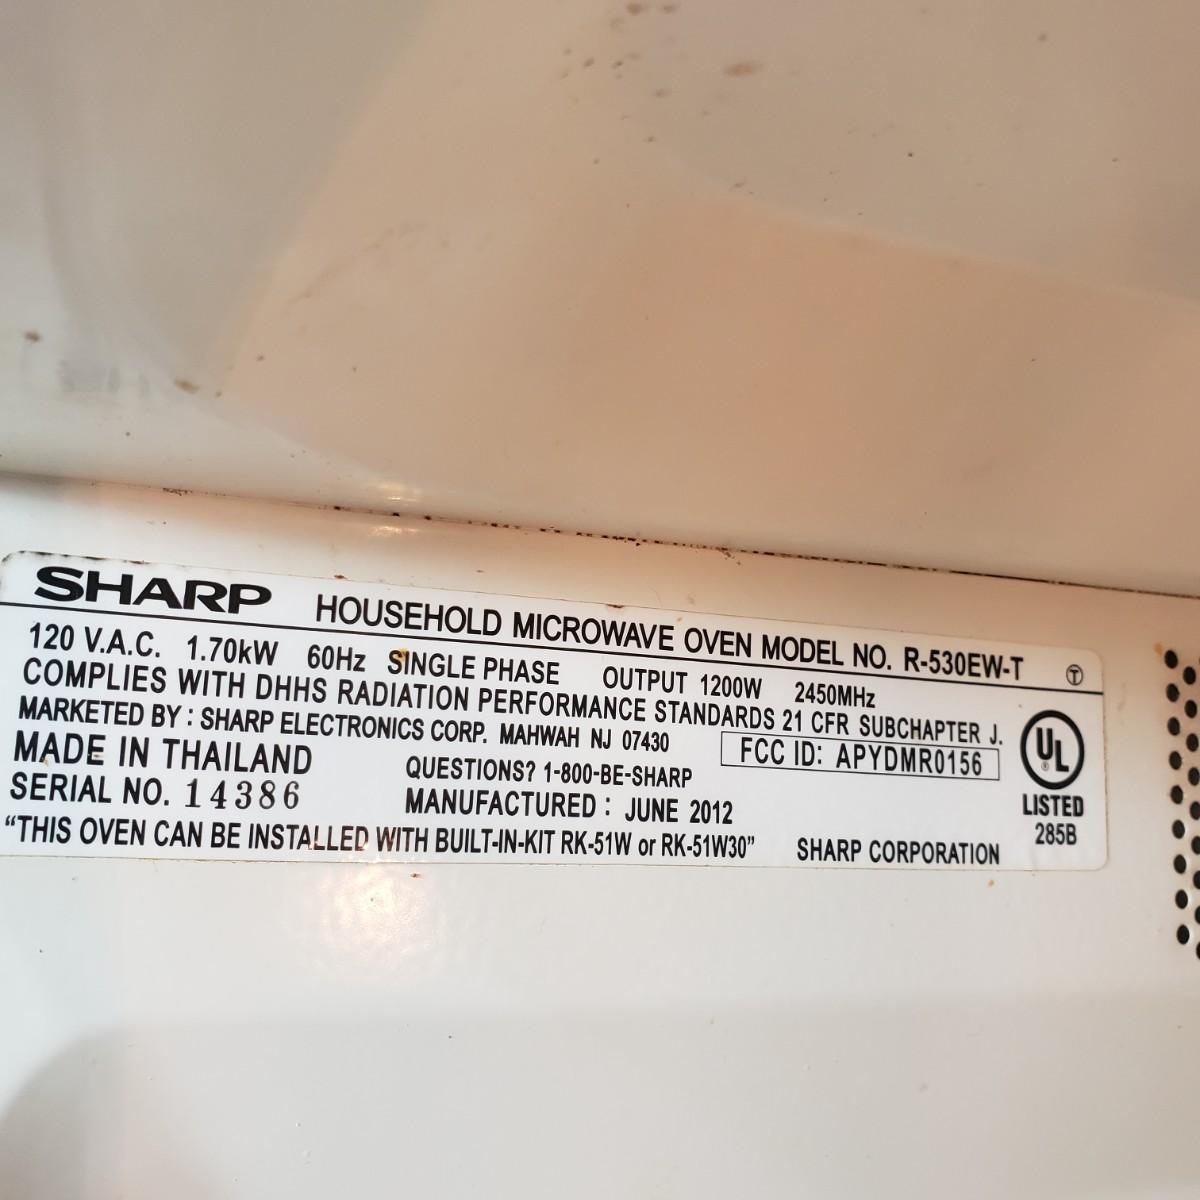 SHARP HOUSEHOLD MICROWAVE OVEN MODEL NO. R-530EW-T T
120 V.A.C. 1.70kW 60Hz SINGLE PHASE OUTPUT 1200W 2450MHz
COMPLIES WITH DHHS RADIATION PERFORMANCE STANDARDS 21 CFR SUBCHAPTER J.
MARKETED BY : SHARP ELECTRONICS CORP. MAHWAH NJ 07430
FCC ID: APYDMR0156
MADE IN THAILAND
QUESTIONS? 1-800-BE-SHARP
SERIAL NO. 14386
MANUFACTURED : JUNE 2012
"THIS OVEN CAN BE INSTALLED WITH BUILT-IN-KIT RK-51W or RK-51W30"
SHARP CORPORATION
UL ®
LISTED
285B